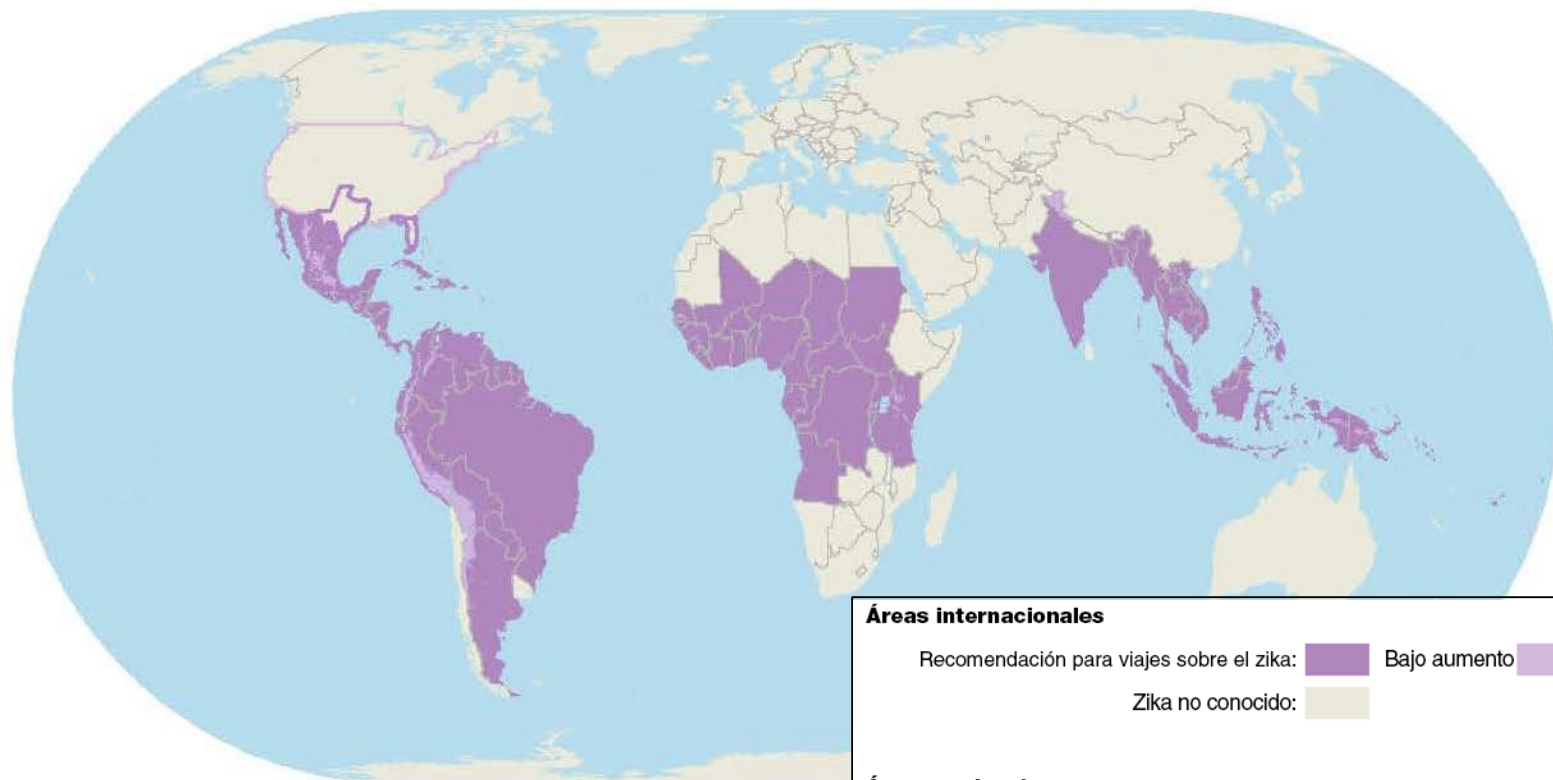 Áreas internacionales
Recomendación para viajes sobre el zika: Bajo aumento
Zika no conocido: